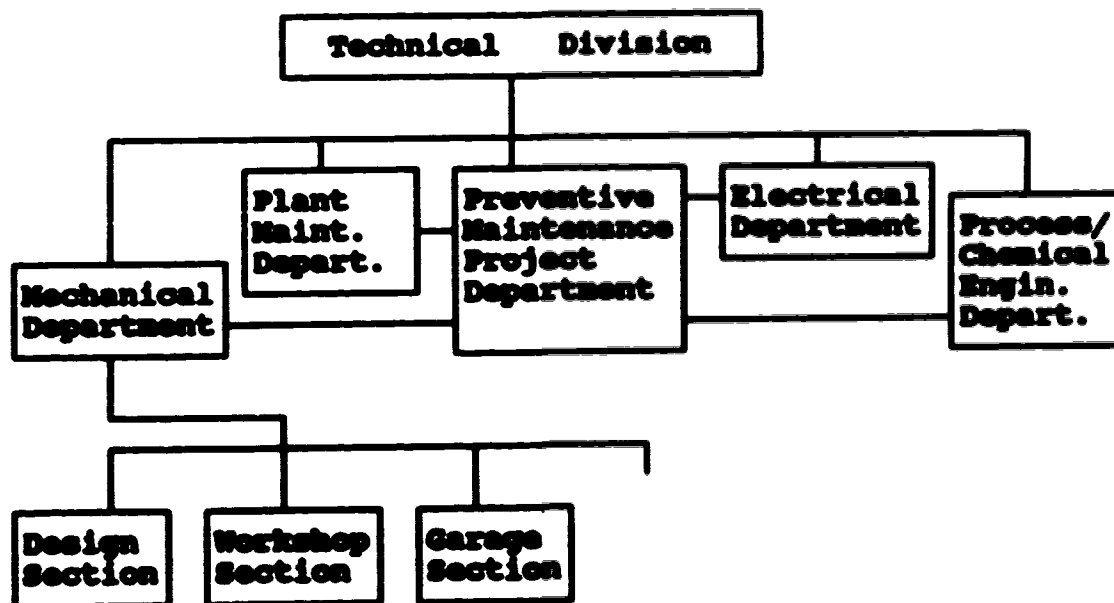 Technical Division
Plant
Maint.
Depart.
Preventive
Maintenance
Project
Department
Electrical
Department
Process/
Chemical
Engin.
Depart.
Mechanical
Department
Design
Section
Workshop
Section
Garage
Section